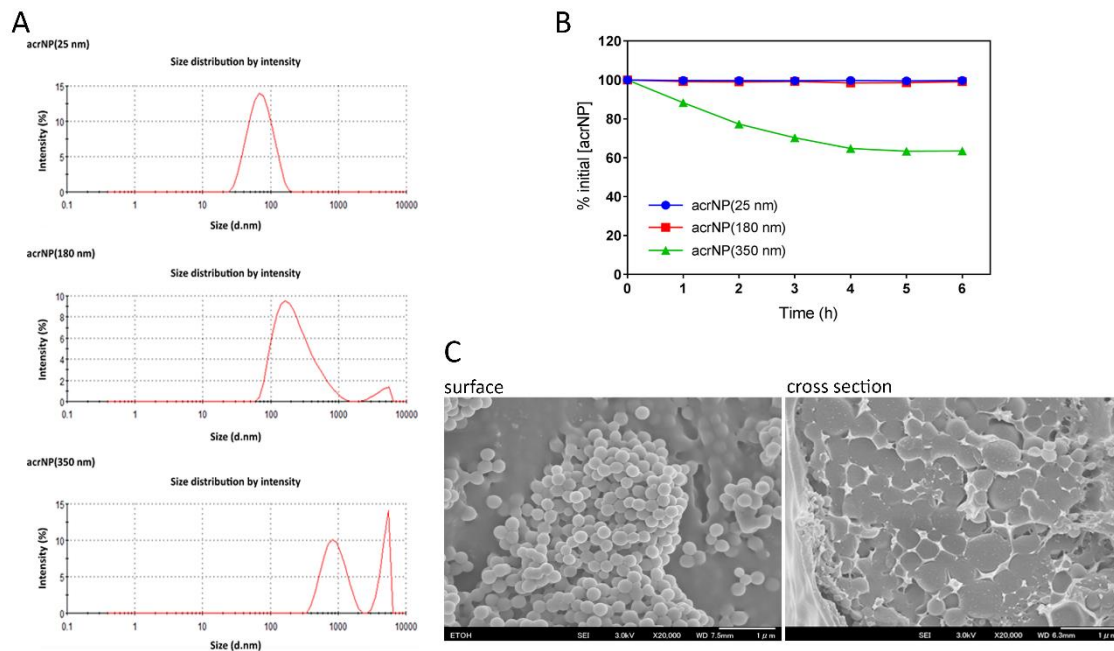 A
acrNP(25 nm)
Size distribution by intensity
Intensity (%)
15
10
5
0
0.1 1 10 100 1000 10000
Size (d.nm)
acrNP(180 nm)
Size distribution by intensity
Intensity (%)
10
8
6
4
2
0
0.1 1 10 100 1000 10000
Size (d.nm)
acrNP(350 nm)
Size distribution by intensity
Intensity (%)
15
10
5
0
0.1 1 10 100 1000 10000
Size (d.nm)
B
% initial [acrNP]
120
100
80
60
40
20
0
acrNP(25 nm)
acrNP(180 nm)
acrNP(350 nm)
0 1 2 3 4 5 6
Time (h)
C
surface
ETOH SEI 3.0kV X20,000 WD 7.5mm 1μm
cross section
SEI 3.0kV X20,000 WD 6.3mm 1μm